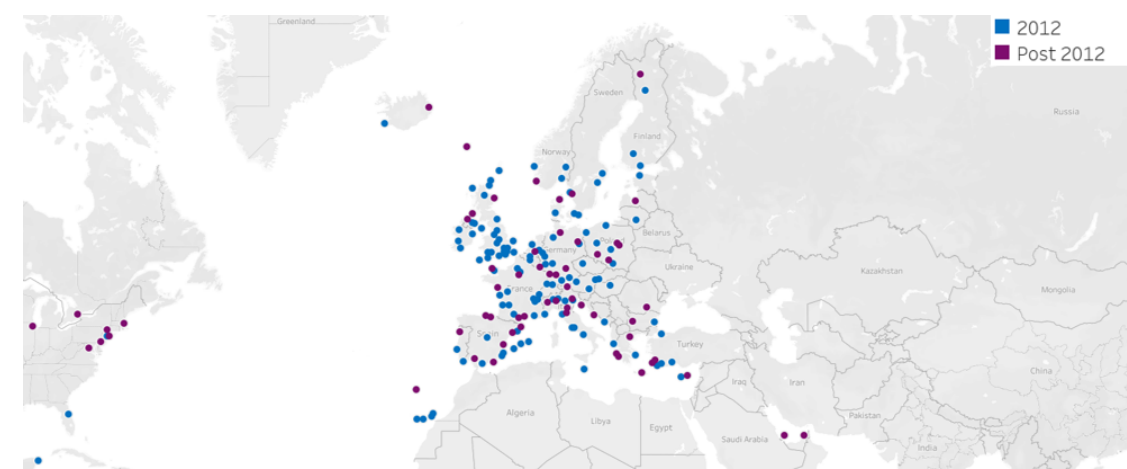 2012
Post 2012
Greenland
Russia
Sweden
Finland
Norway
Belarus
Poland
Germany
Ukraine
Kazakhstan
Mongolia
France
Spain
Turkey
China
Iraq
Iran
Algeria
Libya
Egypt
Pakistan
Saudi Arabia
India